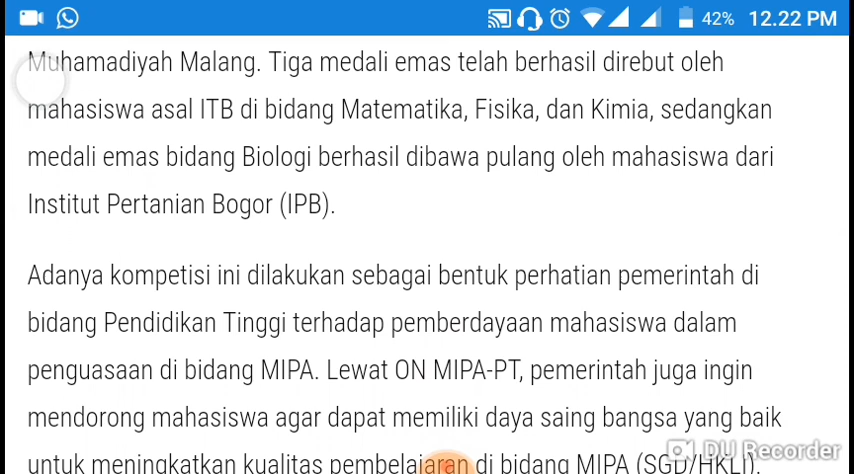 42% 12.22 PM
Muhamadiyah Malang. Tiga medali emas telah berhasil direbut oleh
mahasiswa asal ITB di bidang Matematika, Fisika, dan Kimia, sedangkan
medali emas bidang Biologi berhasil dibawa pulang oleh mahasiswa dari
Institut Pertanian Bogor (IPB).
Adanya kompetisi ini dilakukan sebagai bentuk perhatian pemerintah di
bidang Pendidikan Tinggi terhadap pemberdayaan mahasiswa dalam
penguasaan di bidang MIPA. Lewat ON MIPA-PT, pemerintah juga ingin
mendorong mahasiswa agar dapat memiliki daya saing bangsa yang baik
untuk meningkatkan kualitas pembelajaran di bidang MIPA (SGD/HKLI).
DU Recorder